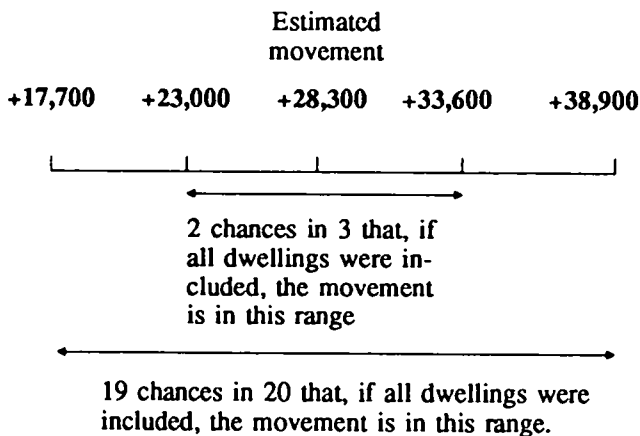 Estimated
movement
+17,700 +23,000 +28,300 +33,600 +38,900
2 chances in 3 that, if
all dwellings were in-
cluded, the movement
is in this range
19 chances in 20 that, if all dwellings were
included, the movement is in this range.